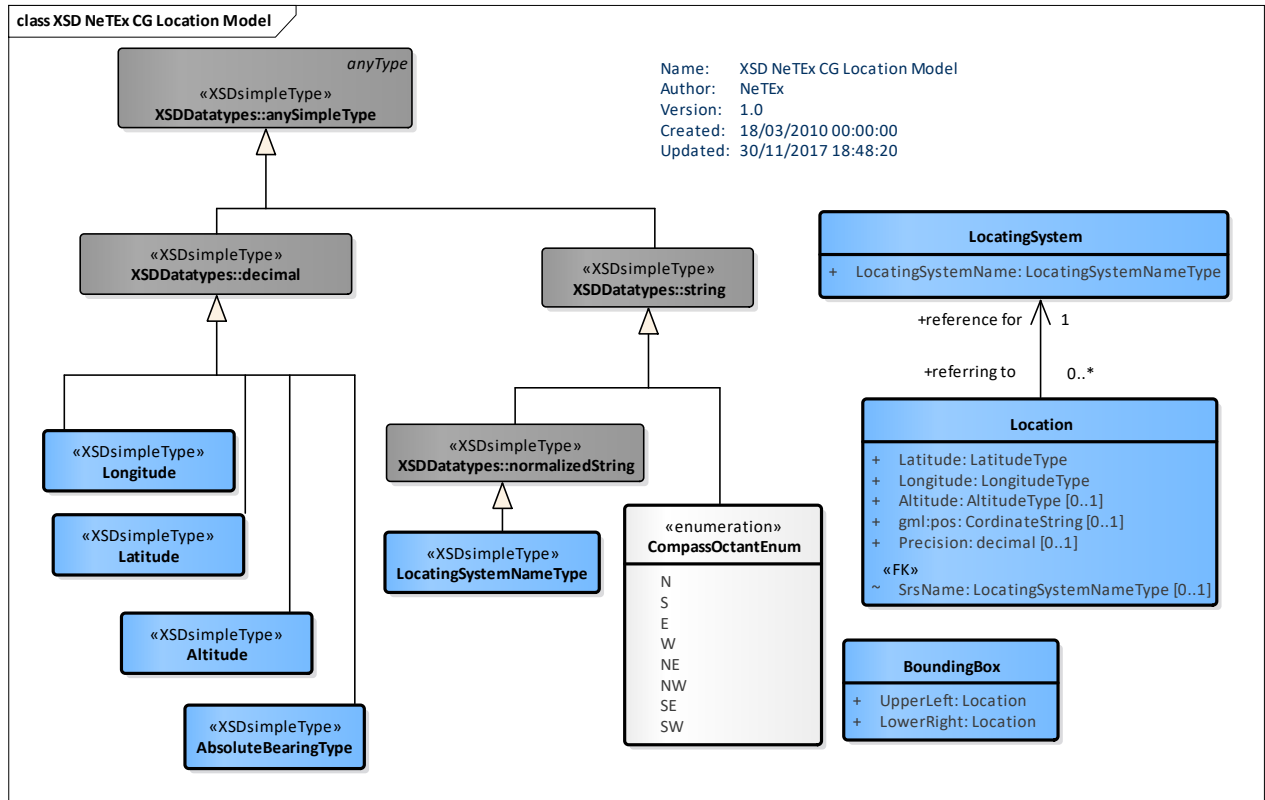 class XSD NeTEx CG Location Model
anyType
«XSDsimpleType»
XSDDatatypes::anySimpleType
Name: XSD NeTEx CG Location Model
Author: NeTEx
Version: 1.0
Created: 18/03/2010 00:00:00
Updated: 30/11/2017 18:48:20
«XSDsimpleType»
XSDDatatypes::decimal
«XSDsimpleType»
XSDDatatypes::string
LocatingSystem
+ LocatingSystemName: LocatingSystemNameType
+reference for 1
+referring to 0..*
«XSDsimpleType»
Longitude
«XSDsimpleType»
Latitude
«XSDsimpleType»
Altitude
«XSDsimpleType»
AbsoluteBearingType
«XSDsimpleType»
XSDDatatypes::normalizedString
«XSDsimpleType»
LocatingSystemNameType
«enumeration»
CompassOctantEnum
N
S
E
W
NE
NW
SE
SW
Location
+ Latitude: LatitudeType
+ Longitude: LongitudeType
+ Altitude: AltitudeType [0..1]
+ gml:pos: CordinateString [0..1]
+ Precision: decimal [0..1]
«FK»
~ SrsName: LocatingSystemNameType [0..1]
BoundingBox
+ UpperLeft: Location
+ LowerRight: Location